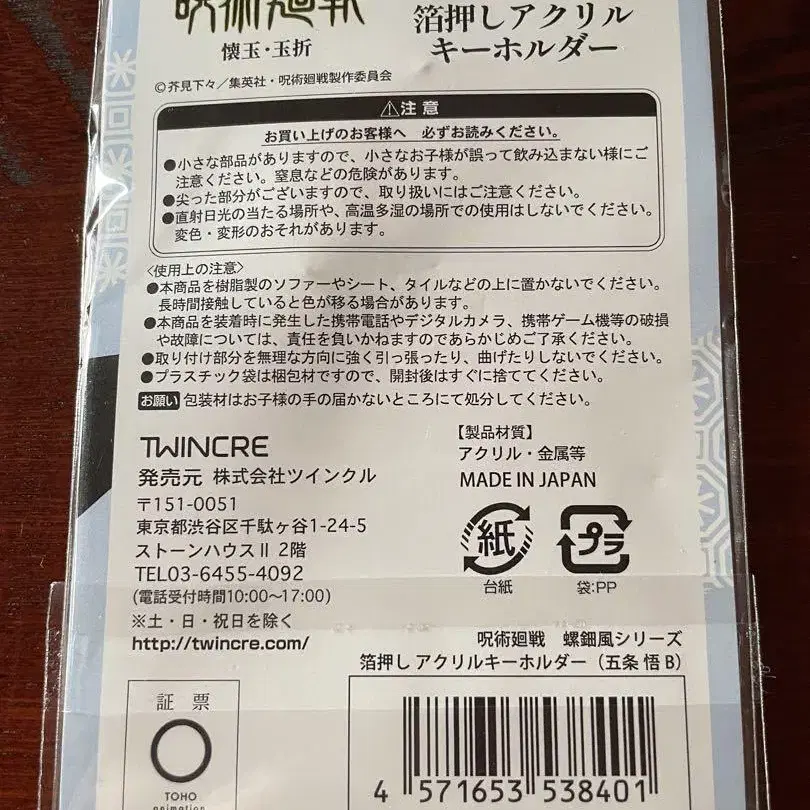 呪術廻戦
懐玉・玉折
箔押しアクリル
キーホルダー
©芥見下々／集英社・呪術廻戦製作委員会
⚠注意
お買い上げのお客様へ　必ずお読みください。
●小さな部品がありますので、小さなお子様が誤って飲み込まない様にご
注意ください。窒息などの危険があります。
●尖った部分がございますので、取り扱いにはご注意ください。
●直射日光の当たる場所や、高温多湿の場所での使用はしないでください。
変色・変形のおそれがあります。
〈使用上の注意〉
●本商品を樹脂製のソファーやシート、タイルなどの上に置かないでください。
長時間接触していると色が移る場合があります。
●本商品を装着時に発生した携帯電話やデジタルカメラ、携帯ゲーム機等の破損
や故障については、責任を負いかねますのであらかじめご了承ください。
●取り付け部分を無理な方向に強く引っ張ったり、曲げたりしないでください。
●プラスチック袋は梱包材ですので、開封後はすぐに捨ててください。
お願い 包装材はお子様の手の届かないところにて処分してください。
TWINCRE
発売元 株式会社ツインクル
〒151-0051
東京都渋谷区千駄ヶ谷1-24-5
ストーンハウスⅡ 2階
TEL03-6455-4092
(電話受付時間10:00〜17:00)
※土・日・祝日を除く
http://twincre.com/
【製品材質】
アクリル・金属等
MADE IN JAPAN
紙
台紙
プラ
袋:PP
呪術廻戦　螺鈿風シリーズ
箔押し アクリルキーホルダー（五条 悟 B）
証 票
TOHO
animation
4 571653 538401